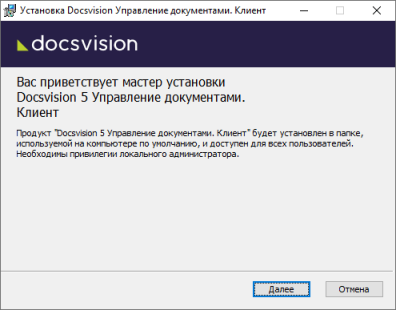 Установка Docsvision Управление документами. Клиент
docsvision
Вас приветствует мастер установки
Docsvision 5 Управление документами.
Клиент
Продукт "Docsvision 5 Управление документами. Клиент" будет установлен в папке,
используемой на компьютере по умолчанию, и доступен для всех пользователей.
Необходимы привилегии локального администратора.
Далее
Отмена